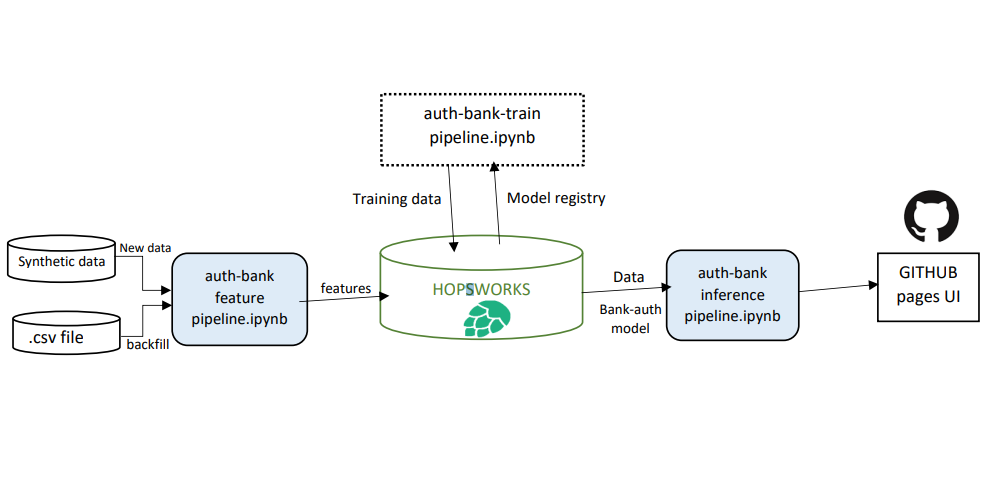 auth-bank-train
pipeline.ipynb
Training data
Model registry
Synthetic data
New data
.csv file
backfill
auth-bank
feature
pipeline.ipynb
features
HOPSWORKS
Data
Bank-auth
model
auth-bank
inference
pipeline.ipynb
GITHUB
pages UI